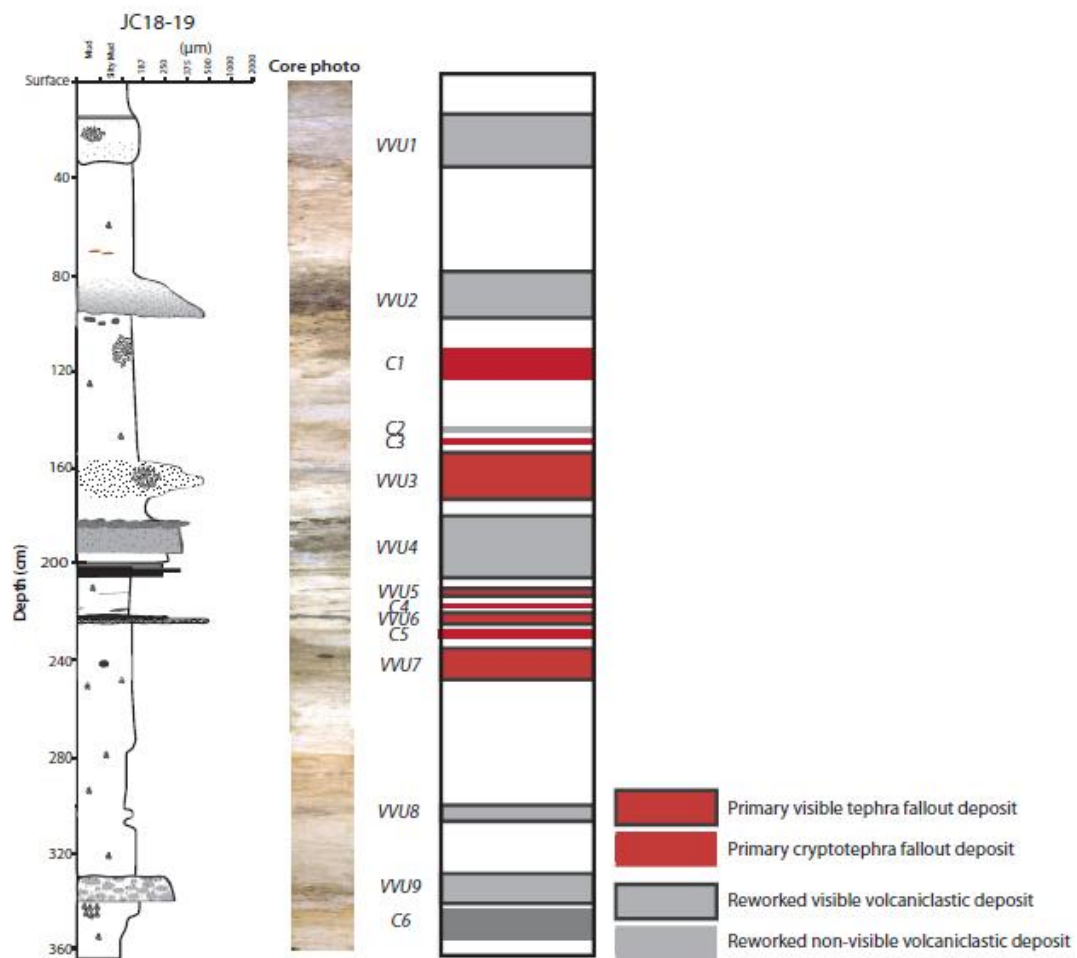 JC18-19
(µm)
Mud
Silty Mud
187
250
375
500
1000
2000
Core photo
Surface
40
80
120
160
200
240
280
320
360
Depth (cm)
VVU1
VVU2
C1
C2
C3
VVU3
VVU4
VVU5
C4
VVU6
C5
VVU7
VVU8
VVU9
C6
Primary visible tephra fallout deposit
Primary cryptotephra fallout deposit
Reworked visible volcaniclastic deposit
Reworked non-visible volcaniclastic deposit